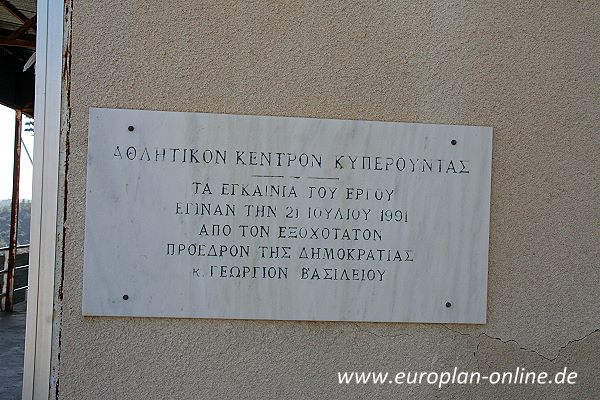 ΑΘΛΗΤΙΚΟΝ ΚΕΝΤΡΟΝ ΚΥΠΕΡΟΥΝΤΑΣ
ΤΑ ΕΓΚΑΙΝΙΑ ΤΟΥ ΕΡΓΟΥ
ΕΓΙΝΑΝ ΤΗΝ 21 ΙΟΥΛΙΟΥ 1991
ΑΠΟ ΤΟΝ ΕΞΟΧΟΤΑΤΟΝ
ΠΡΟΕΔΡΟΝ ΤΗΣ ΔΗΜΟΚΡΑΤΙΑΣ
κ. ΓΕΩΡΓΙΟΝ ΒΑΣΙΛΕΙΟΥ
www.europlan-online.de